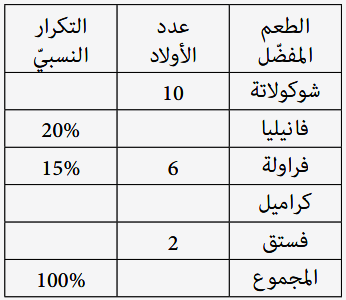 الطعم المفضّل | عدد الأولاد | التكرار النسبيّ
شوكولاتة | 10 |
فانيليا | | 20%
فراولة | 6 | 15%
كراميل | |
فستق | 2 |
المجموع | | 100%